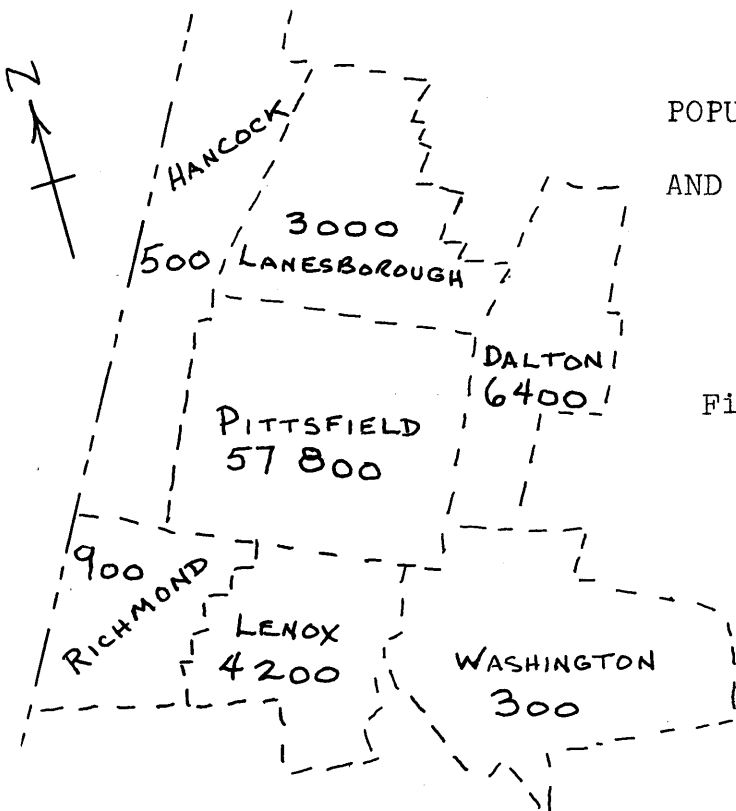 N
HANCOCK
500
3000
LANESBOROUGH
DALTON
6400
PITTSFIELD
57 800
900
RICHMOND
LENOX
4200
WASHINGTON
300
POPU
AND
Fi